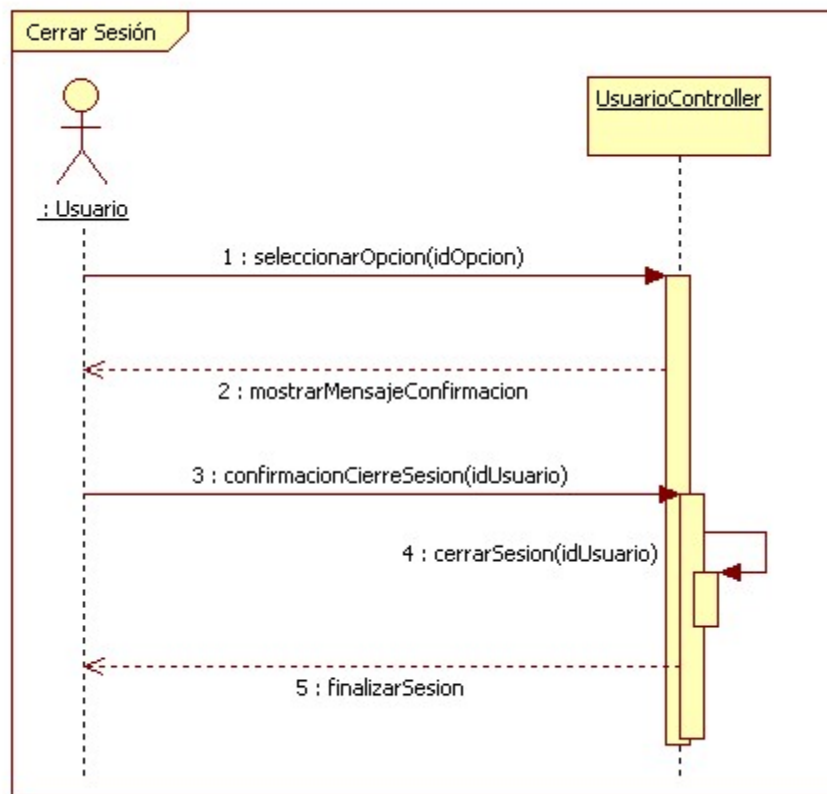 Cerrar Sesión
UsuarioController
: Usuario
1 : seleccionarOpcion(idOpcion)
2 : mostrarMensajeConfirmacion
3 : confirmacionCierreSesion(idUsuario)
4 : cerrarSesion(idUsuario)
5 : finalizarSesion